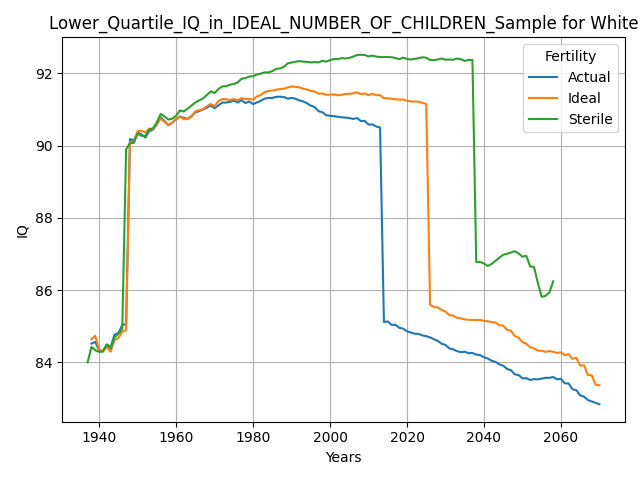 Lower_Quartile_IQ_in_IDEAL_NUMBER_OF_CHILDREN_Sample for White
Fertility
Actual
Ideal
Sterile
IQ
92
90
88
86
84
1940 1960 1980 2000 2020 2040 2060
Years